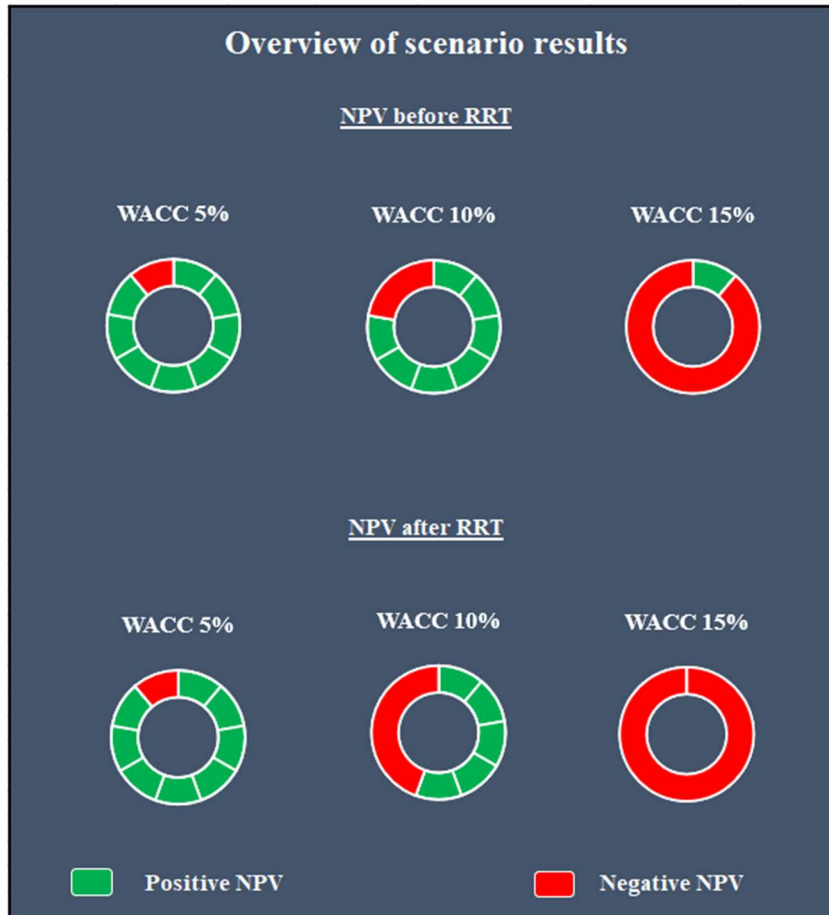 Overview of scenario results
NPV before RRT
WACC 5%
WACC 10%
WACC 15%
NPV after RRT
WACC 5%
WACC 10%
WACC 15%
Positive NPV
Negative NPV